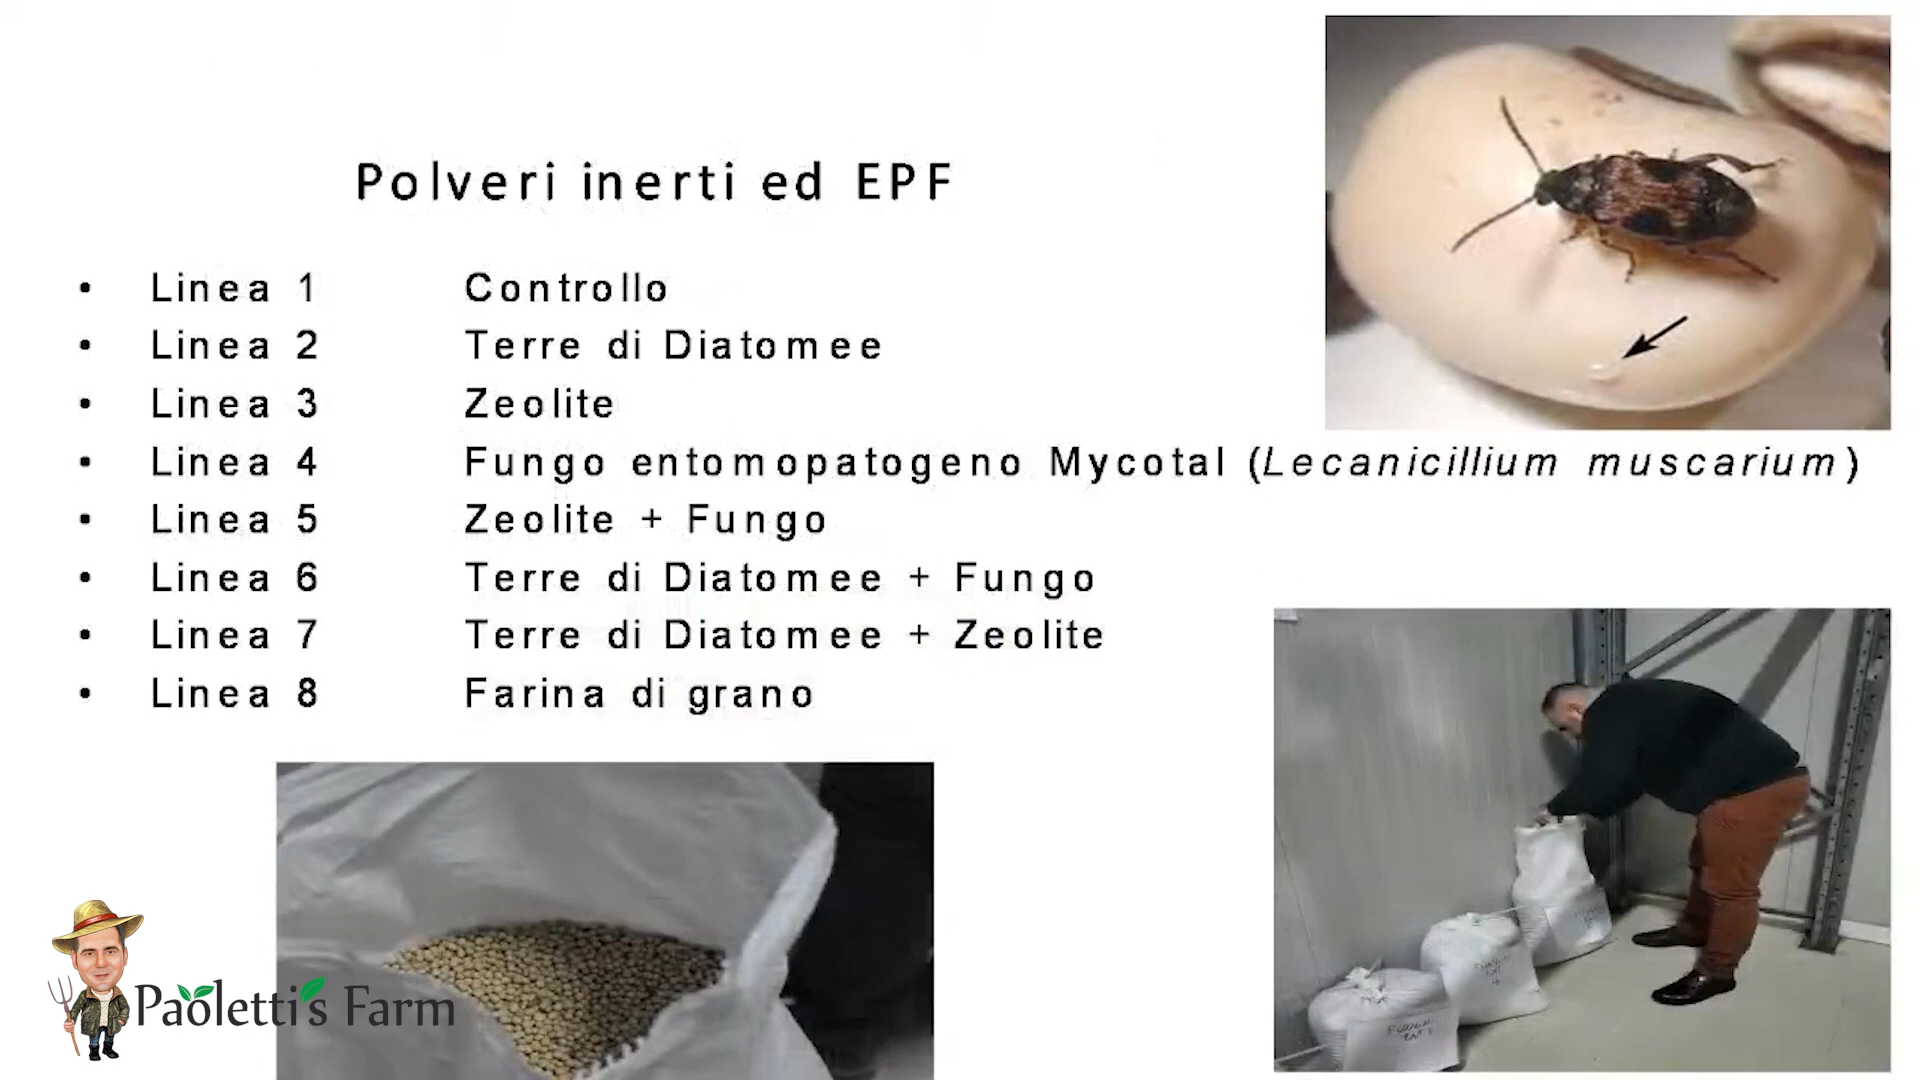 Polveri inerti ed EPF
• Linea 1 Controllo
• Linea 2 Terre di Diatomee
• Linea 3 Zeolite
• Linea 4 Fungo entomopatogeno Mycotal (Lecanicillium muscarium)
• Linea 5 Zeolite + Fungo
• Linea 6 Terre di Diatomee + Fungo
• Linea 7 Terre di Diatomee + Zeolite
• Linea 8 Farina di grano
Paoletti's Farm